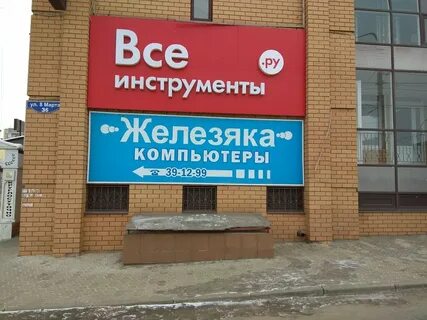 Все
.РУ
инструменты
ул. 8 Марта
36
Железяка
КОМПЬЮТЕРЫ
39-12-99